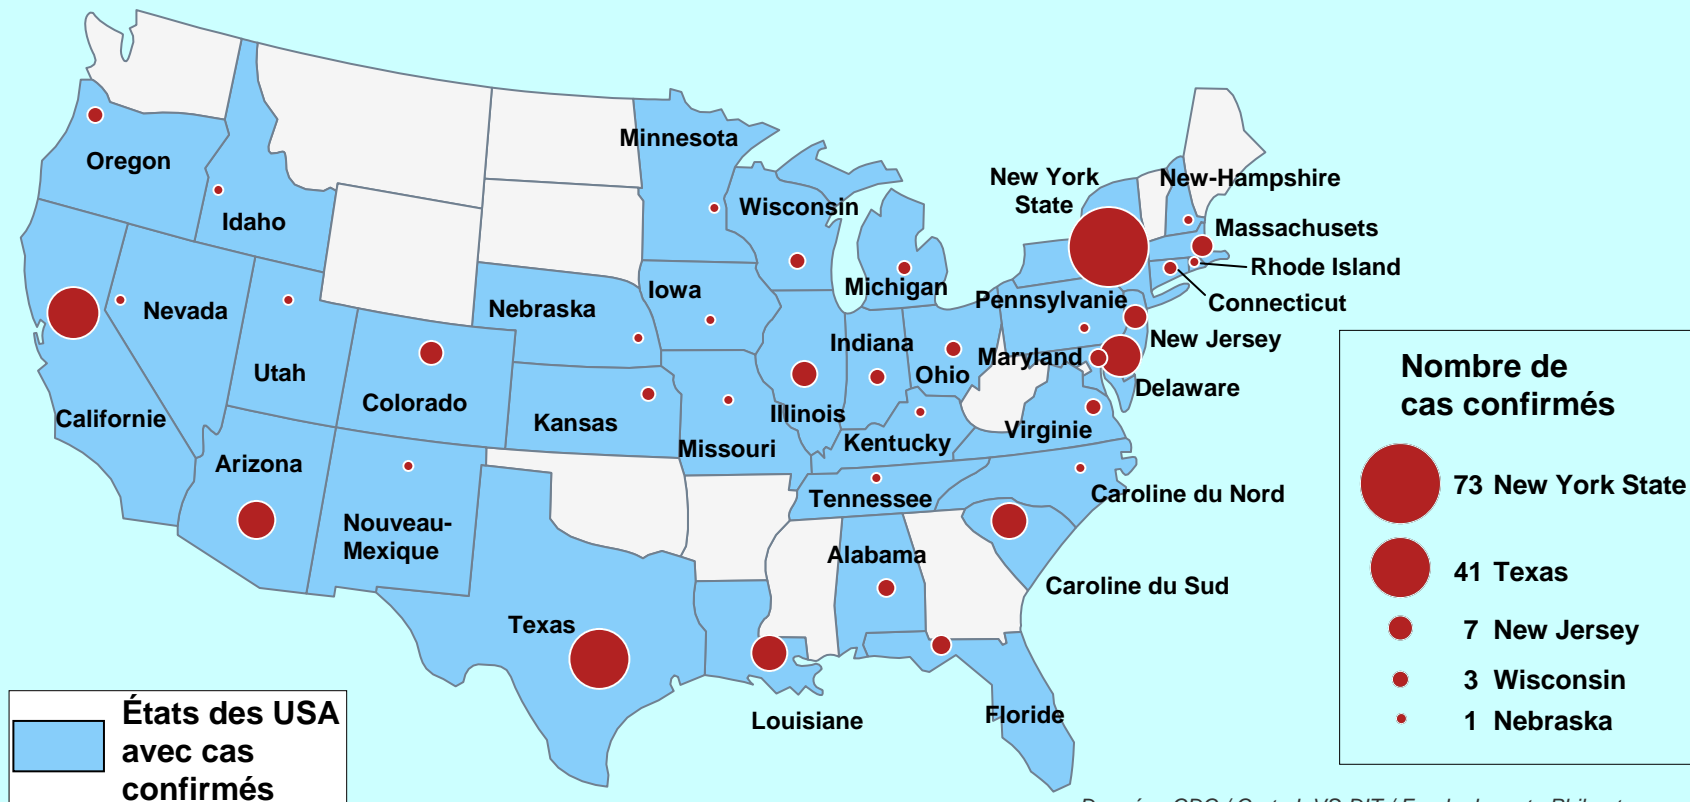 Minnesota
Oregon
New York
State
New-Hampshire
Wisconsin
Idaho
Massachusets
Rhode Island
Michigan
Iowa
Pennsylvanie
Connecticut
Nebraska
Nevada
Indiana
New Jersey
Maryland
Utah
Ohio
Delaware
Colorado
Californie
Illinois
Kansas
Virginie
Kentucky
Missouri
Arizona
Tennessee
Caroline du Nord
Nouveau-
Mexique
Alabama
Caroline du Sud
Texas
Louisiane
Floride
Nombre de
cas confirmés
73 New York State
41 Texas
7 New Jersey
3 Wisconsin
1 Nebraska
États des USA
avec cas
confirmés